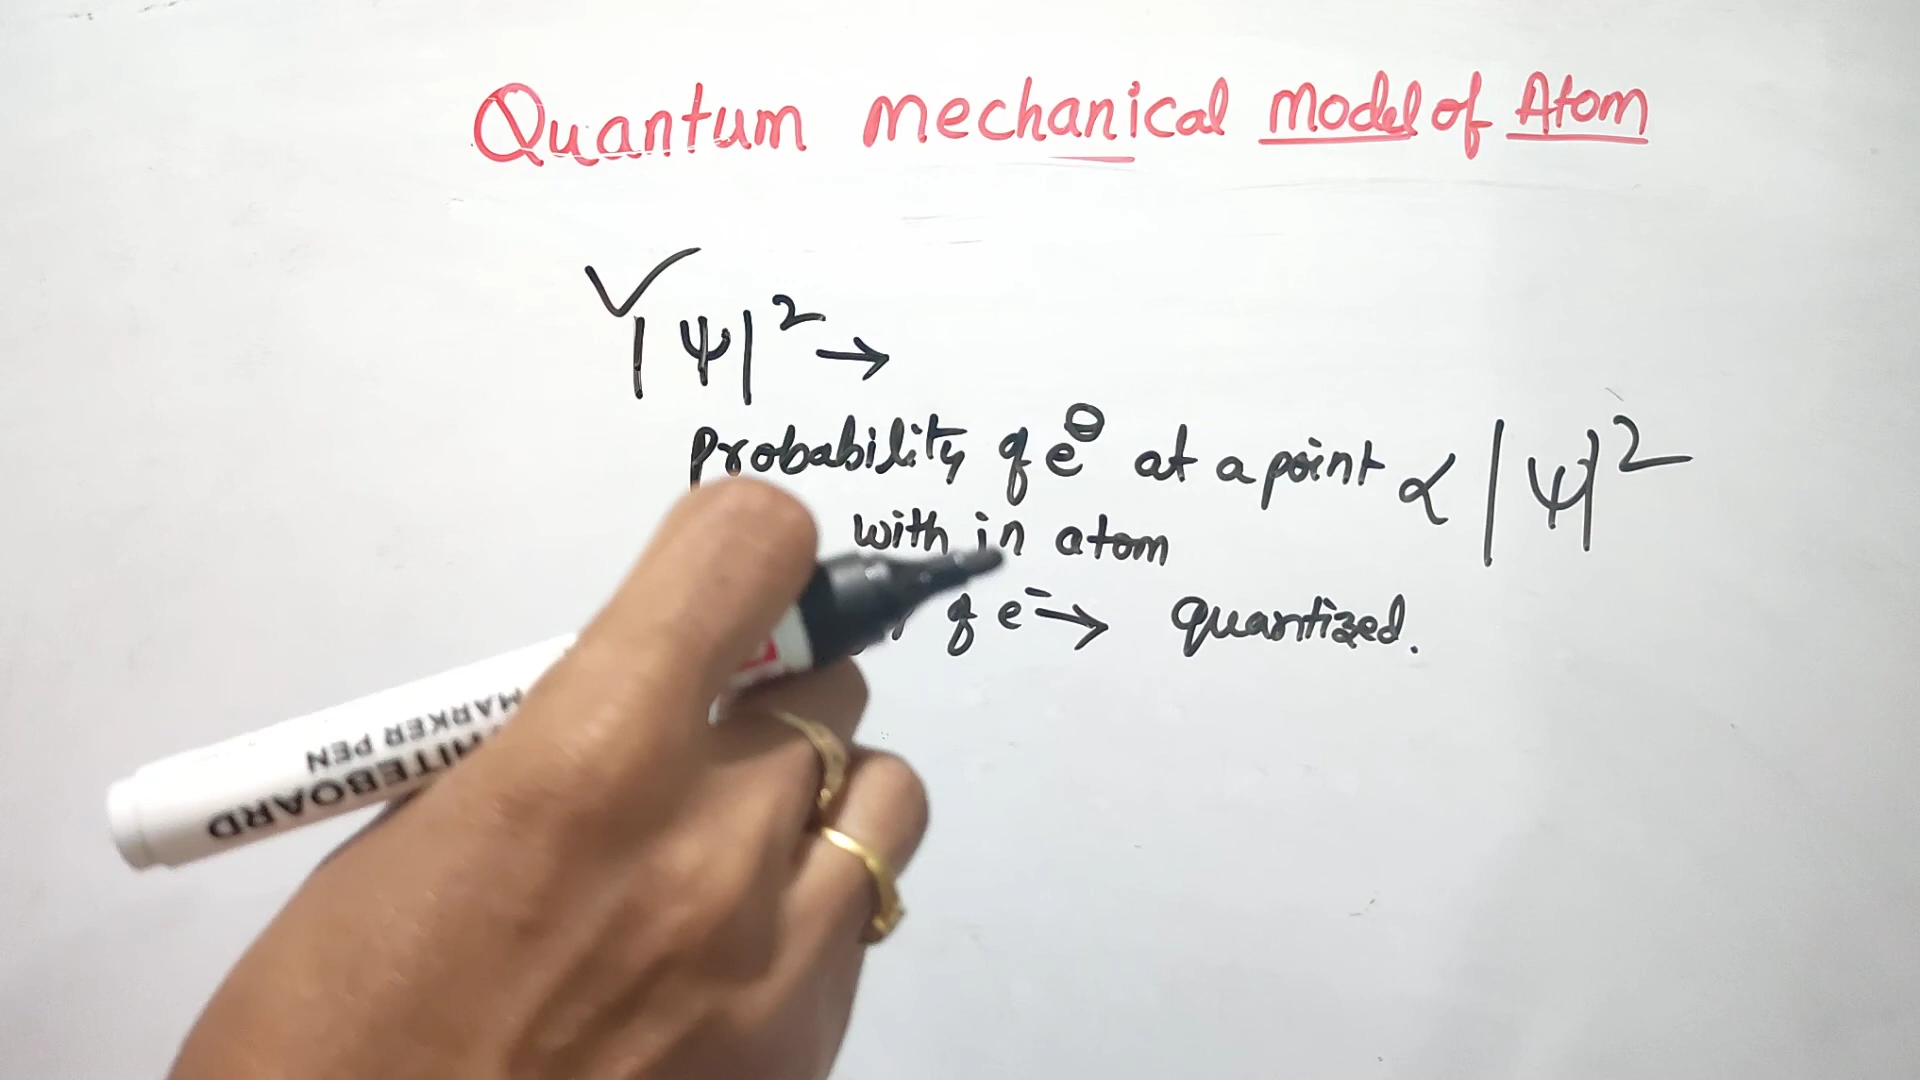 Quantum mechanical Model of Atom
|Ψ|² →
Probability of e⊖ at a point ∝ |Ψ|²
with in atom
of e⁻ → quantized.
MARKER PEN
WHITEBOARD